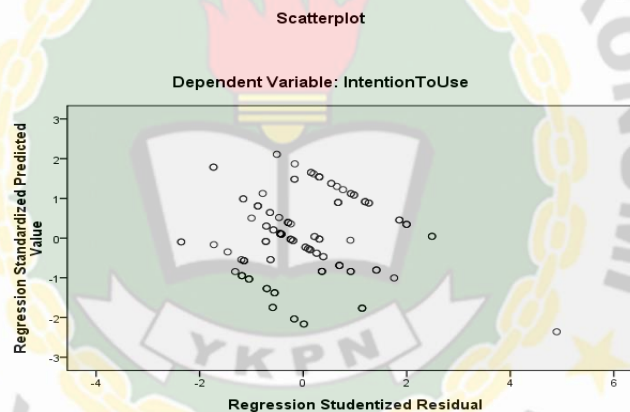 Scatterplot
Dependent Variable: IntentionToUse
Regression Standardized Predicted
Value
3
2
1
0
-1
-2
-3
-4
-2
0
2
4
6
Regression Studentized Residual
YKPN